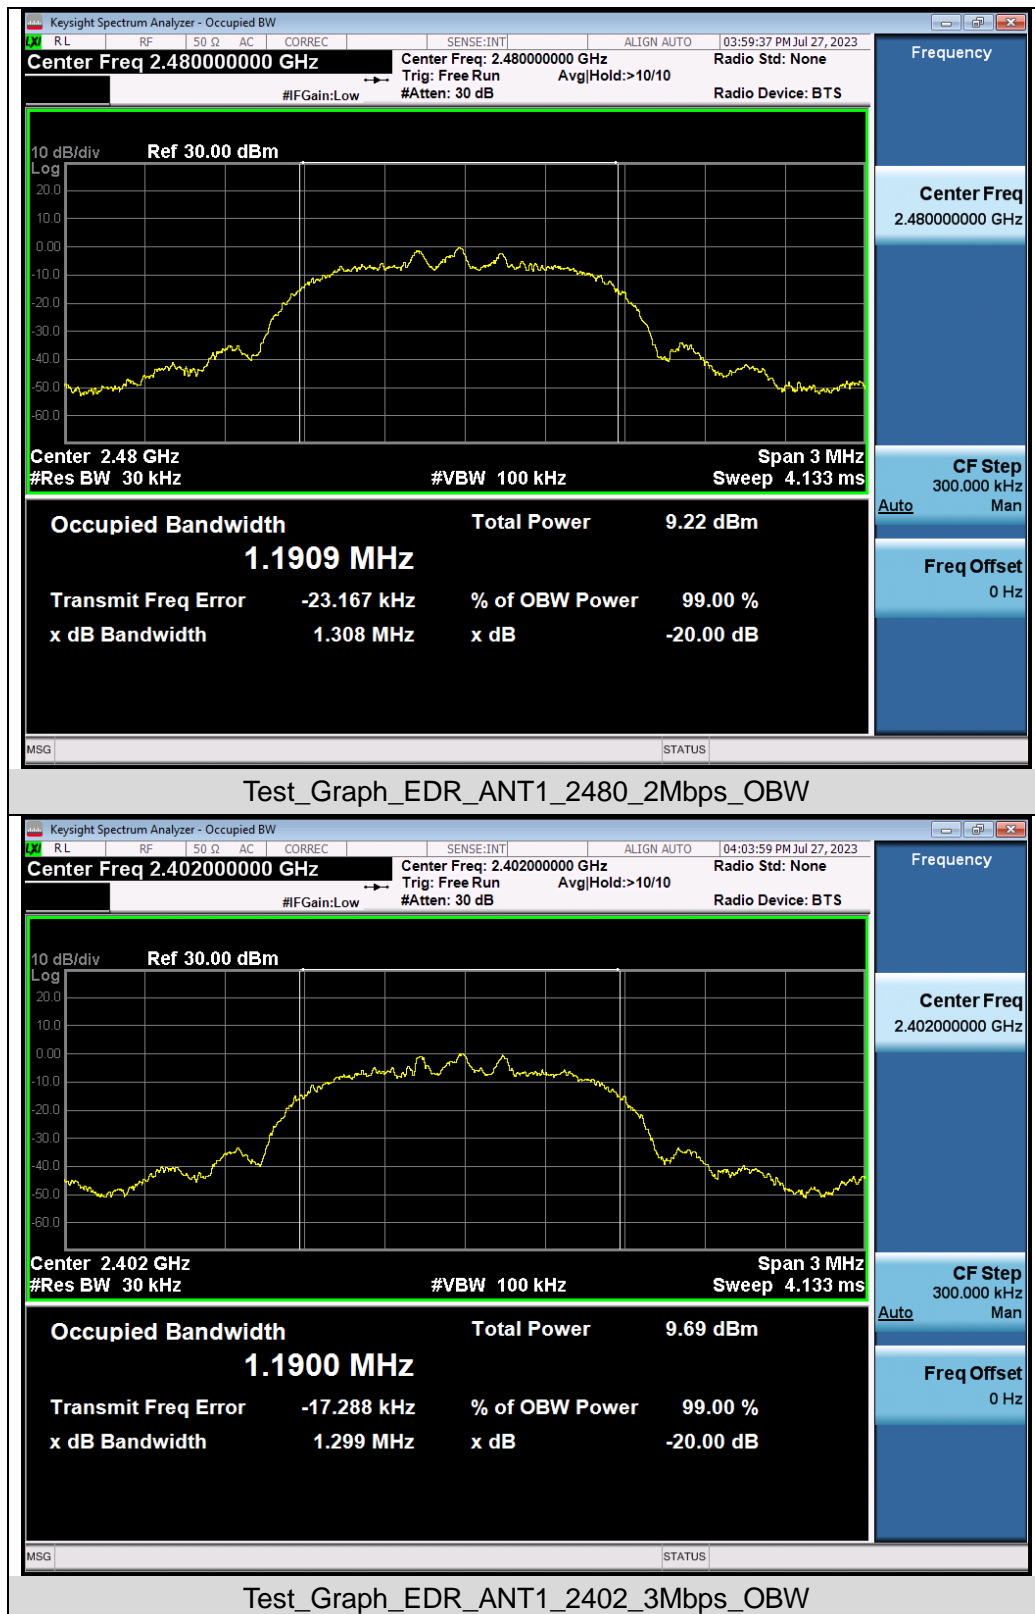 Keysight Spectrum Analyzer - Occupied BW
LXI RL RF 50 Ω AC CORREC SENSE:INT ALIGN AUTO 03:59:37 PM Jul 27, 2023
Center Freq 2.480000000 GHz
Center Freq: 2.480000000 GHz
Radio Std: None
Trig: Free Run Avg|Hold:>10/10
#IFGain:Low
#Atten: 30 dB
Radio Device: BTS
Frequency
10 dB/div Ref 30.00 dBm
Log
20.0
10.0
0.00
-10.0
-20.0
-30.0
-40.0
-50.0
-60.0
Center Freq
2.480000000 GHz
Center 2.48 GHz Span 3 MHz
#Res BW 30 kHz #VBW 100 kHz Sweep 4.133 ms
CF Step
300.000 kHz
Auto Man
Occupied Bandwidth Total Power 9.22 dBm
1.1909 MHz
Transmit Freq Error -23.167 kHz % of OBW Power 99.00 %
x dB Bandwidth 1.308 MHz x dB -20.00 dB
Freq Offset
0 Hz
MSG STATUS
Test_Graph_EDR_ANT1_2480_2Mbps_OBW
Keysight Spectrum Analyzer - Occupied BW
LXI RL RF 50 Ω AC CORREC SENSE:INT ALIGN AUTO 04:03:59 PM Jul 27, 2023
Center Freq 2.402000000 GHz
Center Freq: 2.402000000 GHz
Radio Std: None
Trig: Free Run Avg|Hold:>10/10
#IFGain:Low
#Atten: 30 dB
Radio Device: BTS
Frequency
10 dB/div Ref 30.00 dBm
Log
20.0
10.0
0.00
-10.0
-20.0
-30.0
-40.0
-50.0
-60.0
Center Freq
2.402000000 GHz
Center 2.402 GHz Span 3 MHz
#Res BW 30 kHz #VBW 100 kHz Sweep 4.133 ms
CF Step
300.000 kHz
Auto Man
Occupied Bandwidth Total Power 9.69 dBm
1.1900 MHz
Transmit Freq Error -17.288 kHz % of OBW Power 99.00 %
x dB Bandwidth 1.299 MHz x dB -20.00 dB
Freq Offset
0 Hz
MSG STATUS
Test_Graph_EDR_ANT1_2402_3Mbps_OBW